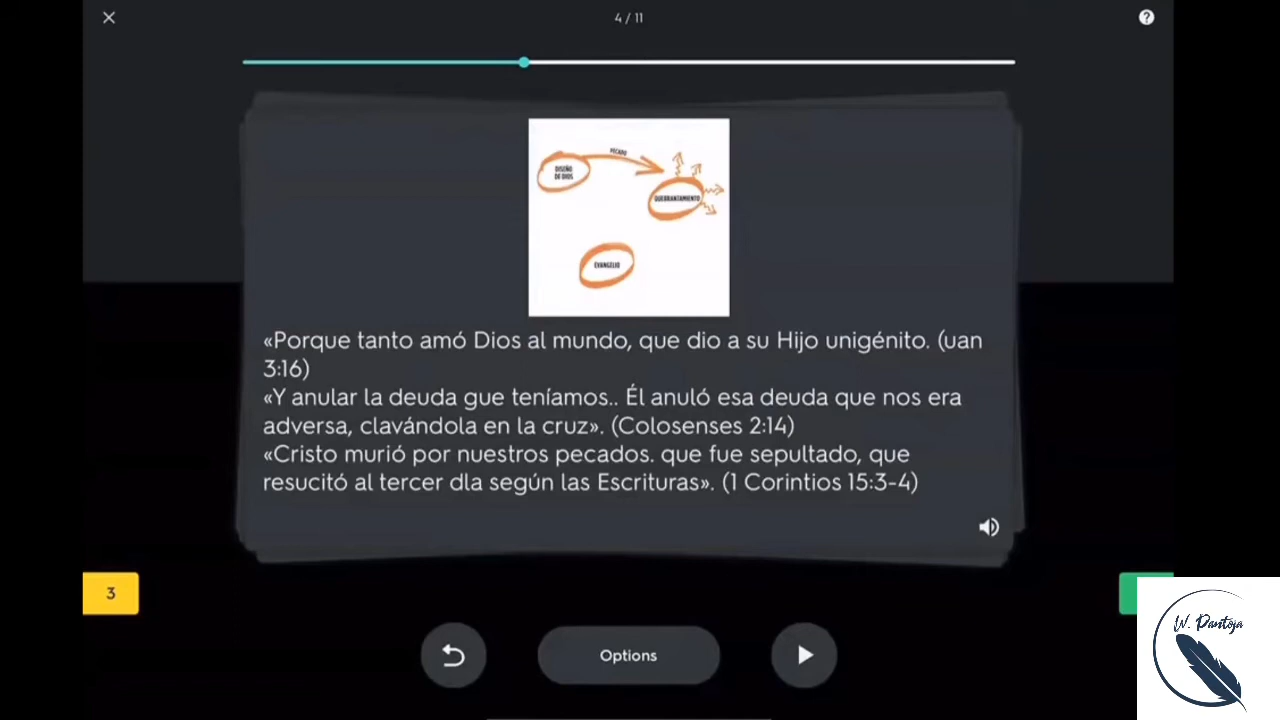 4 / 11
?
PECADO
DISEÑO
DE DIOS
QUEBRANTAMIENTO
EVANGELIO
«Porque tanto amó Dios al mundo, que dio a su Hijo unigénito. (uan
3:16)
«Y anular la deuda gue teníamos.. Él anuló esa deuda que nos era
adversa, clavándola en la cruz». (Colosenses 2:14)
«Cristo murió por nuestros pecados. que fue sepultado, que
resucitó al tercer dla según las Escrituras». (1 Corintios 15:3-4)
3
Options
W. Pantoja